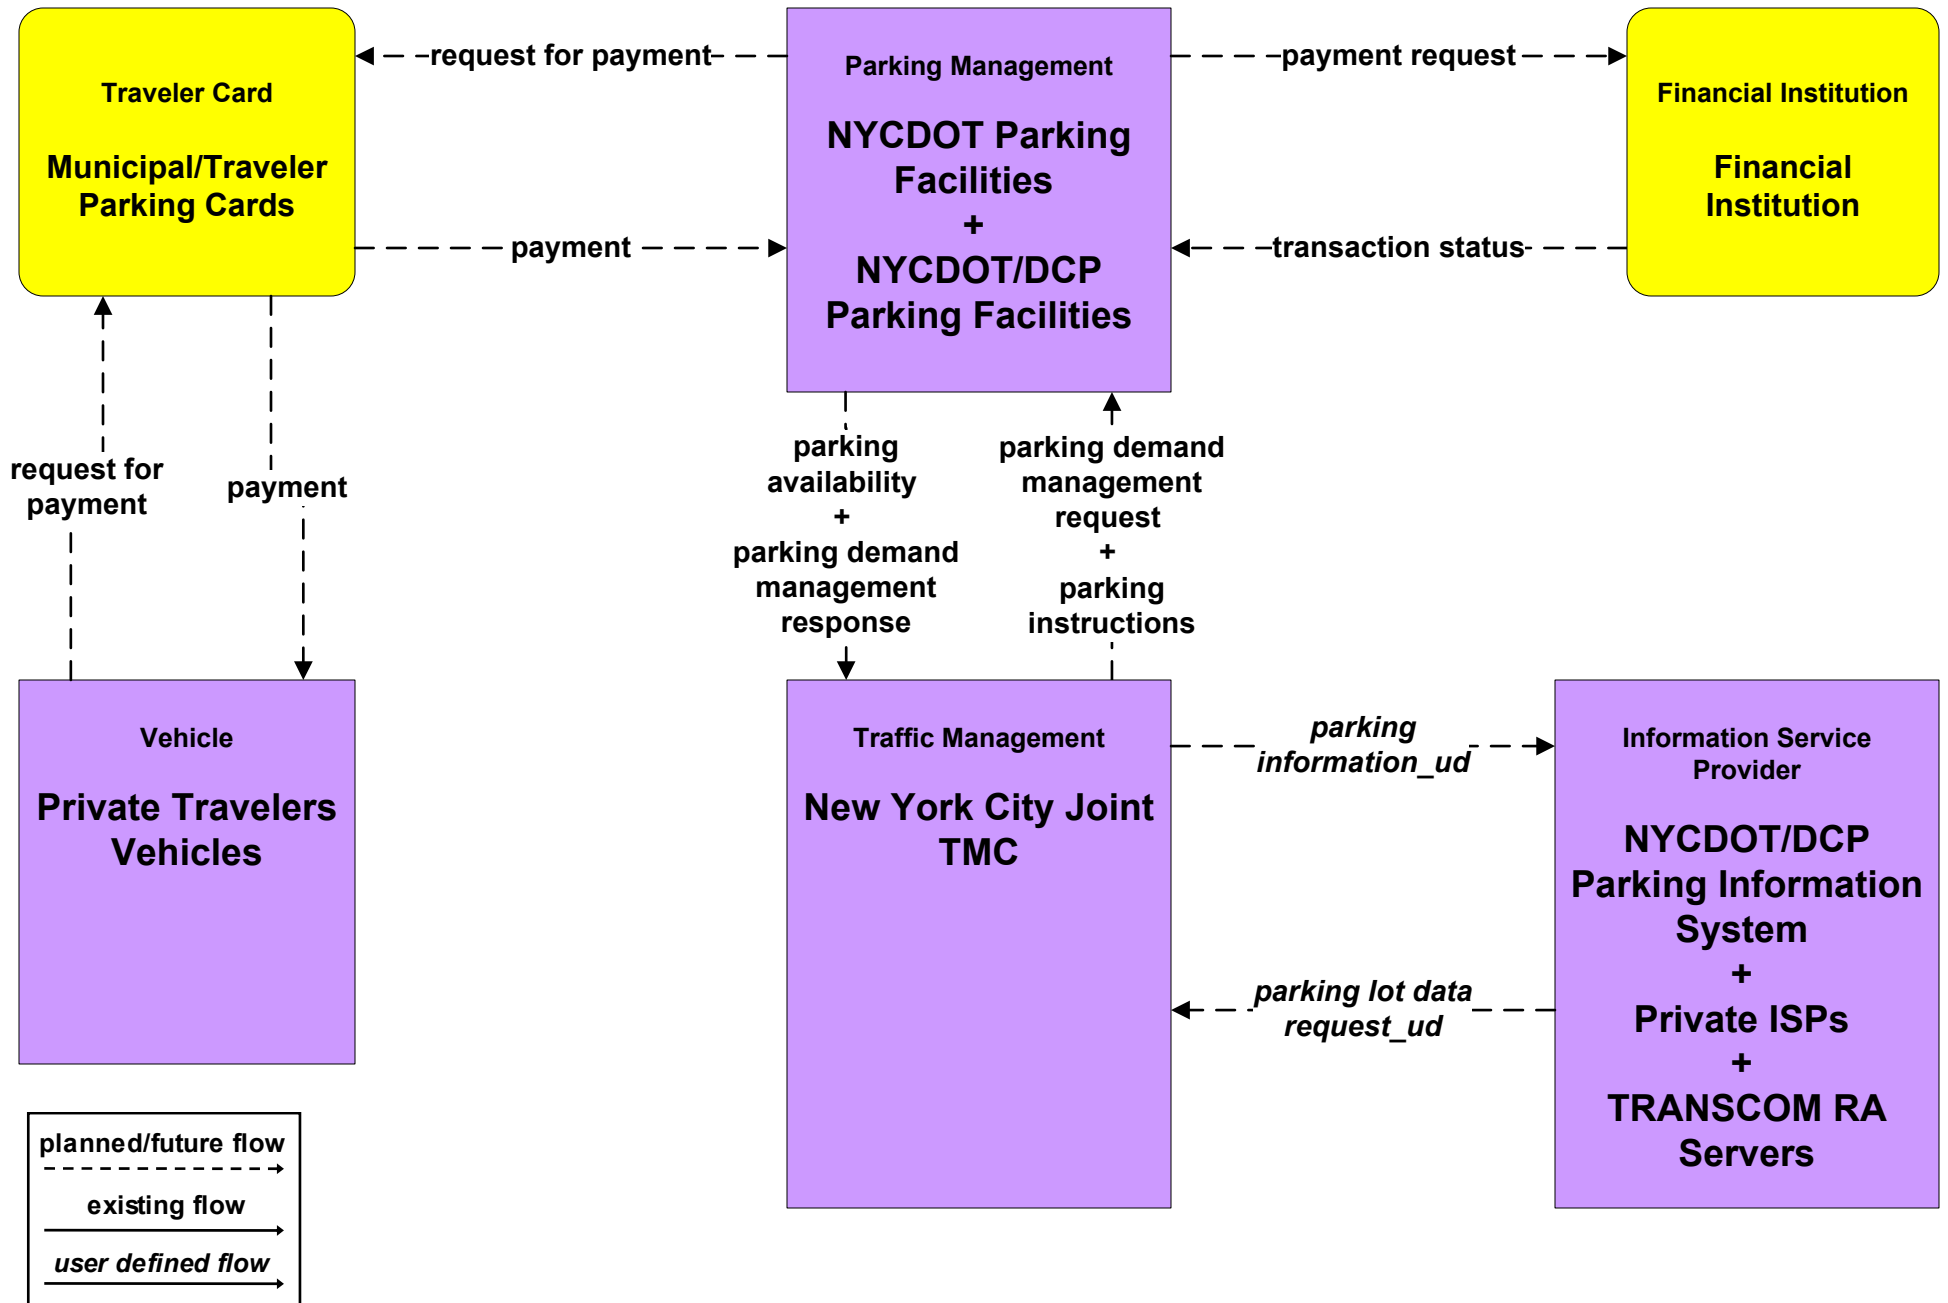 Traveler Card
Municipal/Traveler
Parking Cards
request for payment
payment
Parking Management
NYCDOT Parking
Facilities
+
NYCDOT/DCP
Parking Facilities
payment request
transaction status
Financial Institution
Financial
Institution
request for
payment
payment
parking
availability
+
parking demand
management
response
parking demand
management
request
+
parking
instructions
Vehicle
Private Travelers
Vehicles
Traffic Management
New York City Joint
TMC
parking
information_ud
parking lot data
request_ud
Information Service
Provider
NYCDOT/DCP
Parking Information
System
+
Private ISPs
+
TRANSCOM RA
Servers
planned/future flow
existing flow
user defined flow